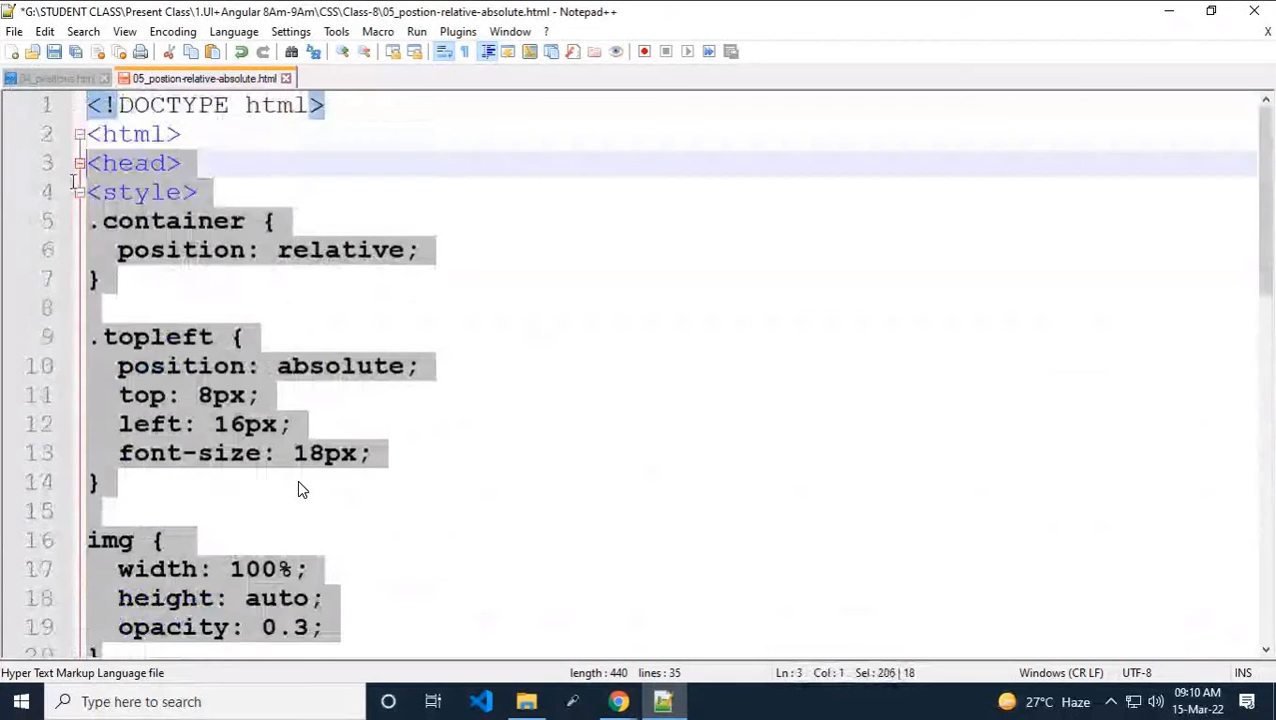 *G:\STUDENT CLASS\Present Class\1.UI+Angular 8Am-9Am\CSS\Class-8\05_postion-relative-absolute.html - Notepad++
File Edit Search View Encoding Language Settings Tools Macro Run Plugins Window ? X
04_positions.html 05_postion-relative-absolute.html
1 <!DOCTYPE html>
2 <html>
3 <head>
4 <style>
5 .container {
6 position: relative;
7 }
8
9 .topleft {
10 position: absolute;
11 top: 8px;
12 left: 16px;
13 font-size: 18px;
14 }
15
16 img {
17 width: 100%;
18 height: auto;
19 opacity: 0.3;
20 }
Hyper Text Markup Language file length : 440 lines : 35 Ln : 3 Col : 1 Sel : 206 | 18 Windows (CR LF) UTF-8 INS
Type here to search 27°C Haze 09:10 AM
15-Mar-22